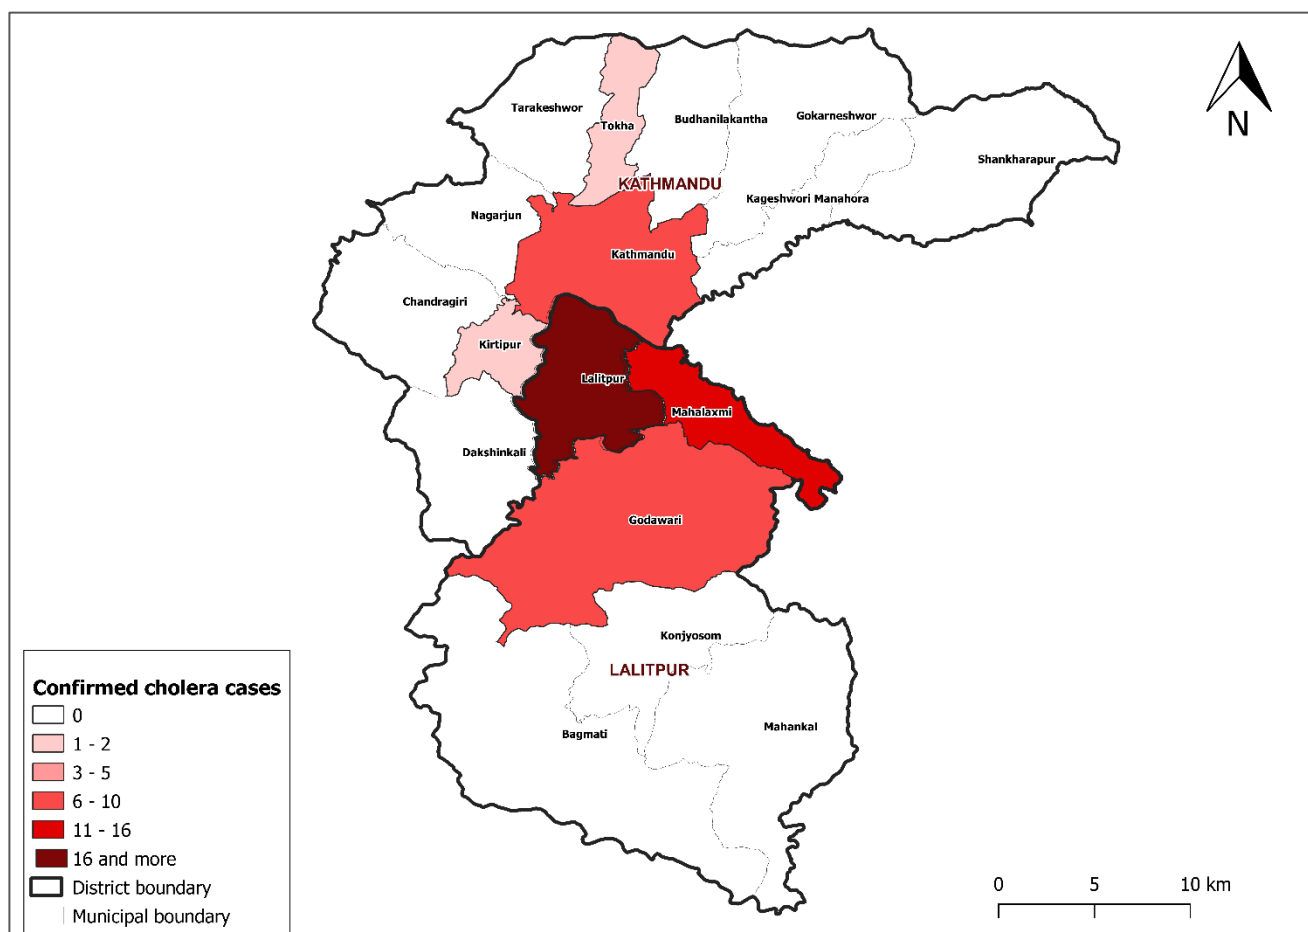 N
Tarakeshwor
Tokha
Budhanilakantha
Gokarneshwor
Shankharapur
KATHMANDU
Kageshwori Manahora
Nagarjun
Kathmandu
Chandragiri
Kirtipur
Lalitpur
Mahalaxmi
Dakshinkali
Godawari
Konjyosom
LALITPUR
Bagmati
Mahankal
Confirmed cholera cases
0
1 - 2
3 - 5
6 - 10
11 - 16
16 and more
District boundary
Municipal boundary
0 5 10 km